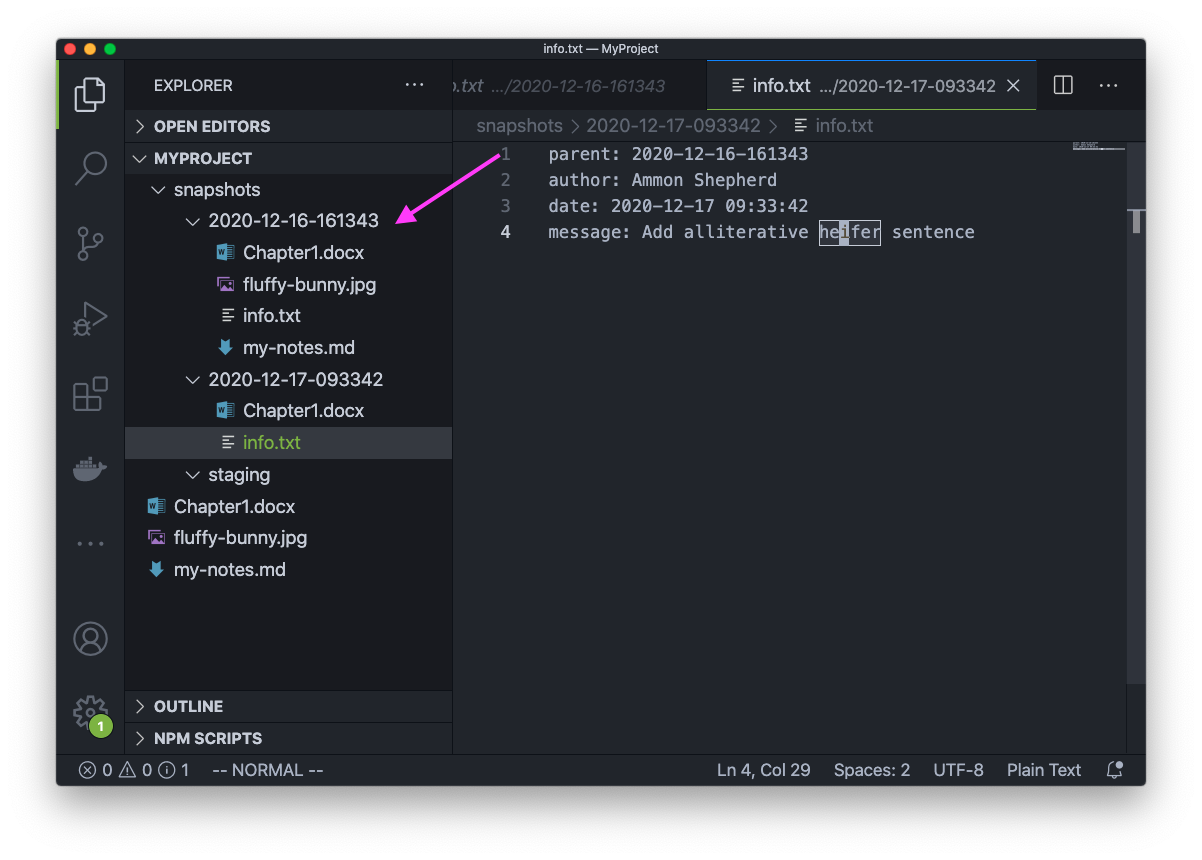 info.txt — MyProject
EXPLORER
.txt .../2020-12-16-161343
info.txt .../2020-12-17-093342
OPEN EDITORS
snapshots > 2020-12-17-093342 > info.txt
MYPROJECT
snapshots
2020-12-16-161343
Chapter1.docx
fluffy-bunny.jpg
info.txt
my-notes.md
2020-12-17-093342
Chapter1.docx
info.txt
staging
Chapter1.docx
fluffy-bunny.jpg
my-notes.md
OUTLINE
NPM SCRIPTS
1 parent: 2020-12-16-161343
2 author: Ammon Shepherd
3 date: 2020-12-17 09:33:42
4 message: Add alliterative heifer sentence
1
0 0 1 -- NORMAL --
Ln 4, Col 29 Spaces: 2 UTF-8 Plain Text